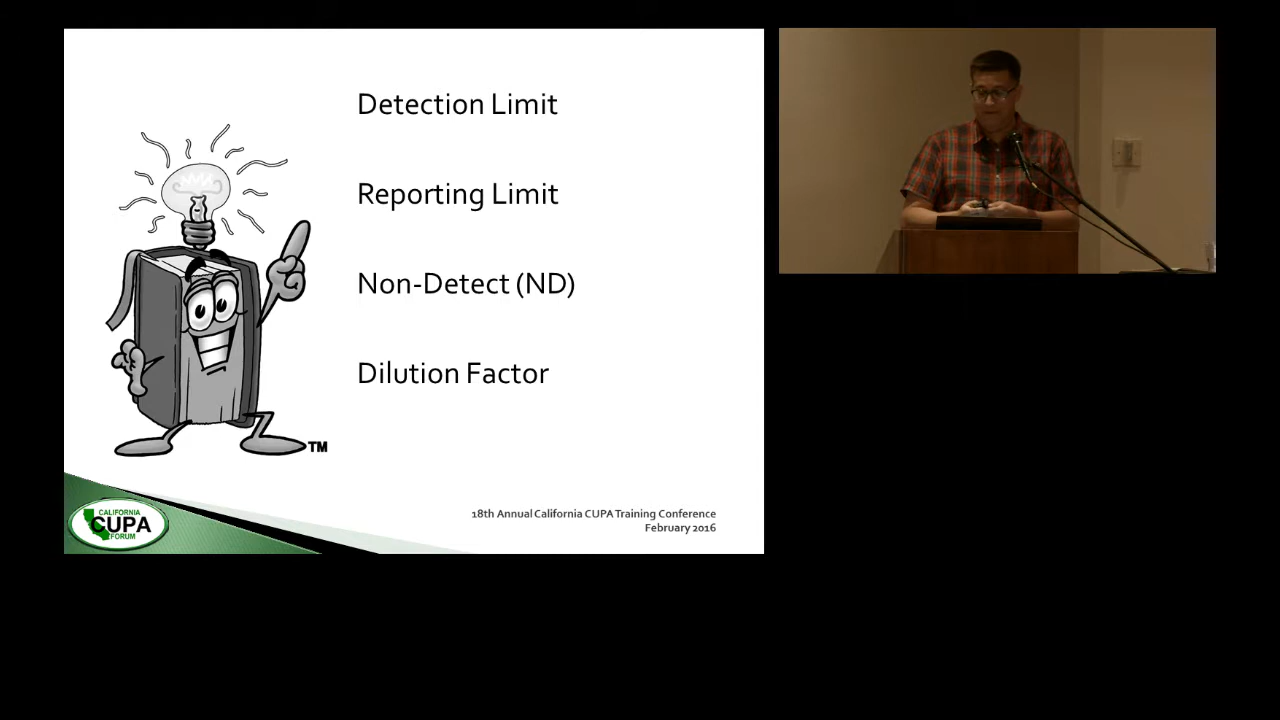 Detection Limit
Reporting Limit
Non-Detect (ND)
Dilution Factor
TM
CALIFORNIA
CUPA
FORUM
18th Annual California CUPA Training Conference
February 2016